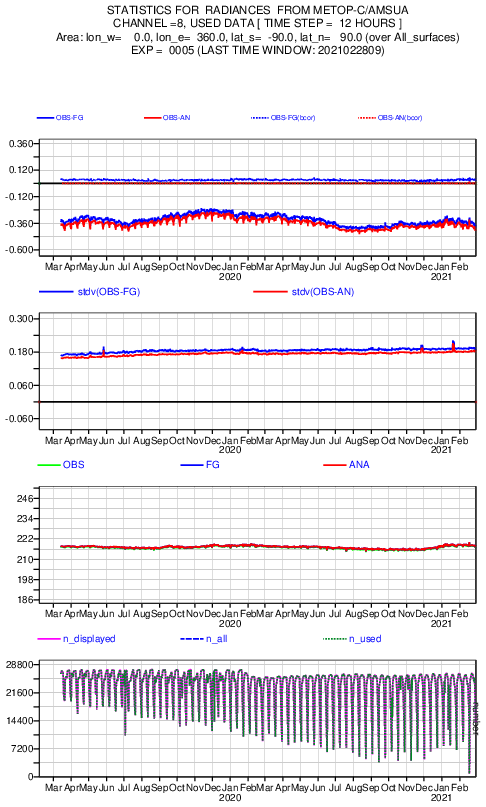 STATISTICS FOR RADIANCES FROM METOP-C/AMSUA
CHANNEL =8, USED DATA [ TIME STEP = 12 HOURS ]
Area: lon_w= 0.0, lon_e= 360.0, lat_s= -90.0, lat_n= 90.0 (over All_surfaces)
EXP = 0005 (LAST TIME WINDOW: 2021022809)
OBS-FG OBS-AN OBS-FG(bcor) OBS-AN(bcor)
0.360
0.120
-0.120
-0.360
-0.600
Mar Apr May Jun Jul Aug Sep Oct Nov Dec Jan Feb Mar Apr May Jun Jul Aug Sep Oct Nov Dec Jan Feb
2020 2021
stdv(OBS-FG) stdv(OBS-AN)
0.300
0.180
0.060
-0.060
Mar Apr May Jun Jul Aug Sep Oct Nov Dec Jan Feb Mar Apr May Jun Jul Aug Sep Oct Nov Dec Jan Feb
2020 2021
OBS FG ANA
246
234
222
210
198
186
Mar Apr May Jun Jul Aug Sep Oct Nov Dec Jan Feb Mar Apr May Jun Jul Aug Sep Oct Nov Dec Jan Feb
2020 2021
n_displayed n_all n_used
28800
21600
14400
7200
0
number
Mar Apr May Jun Jul Aug Sep Oct Nov Dec Jan Feb Mar Apr May Jun Jul Aug Sep Oct Nov Dec Jan Feb
2020 2021